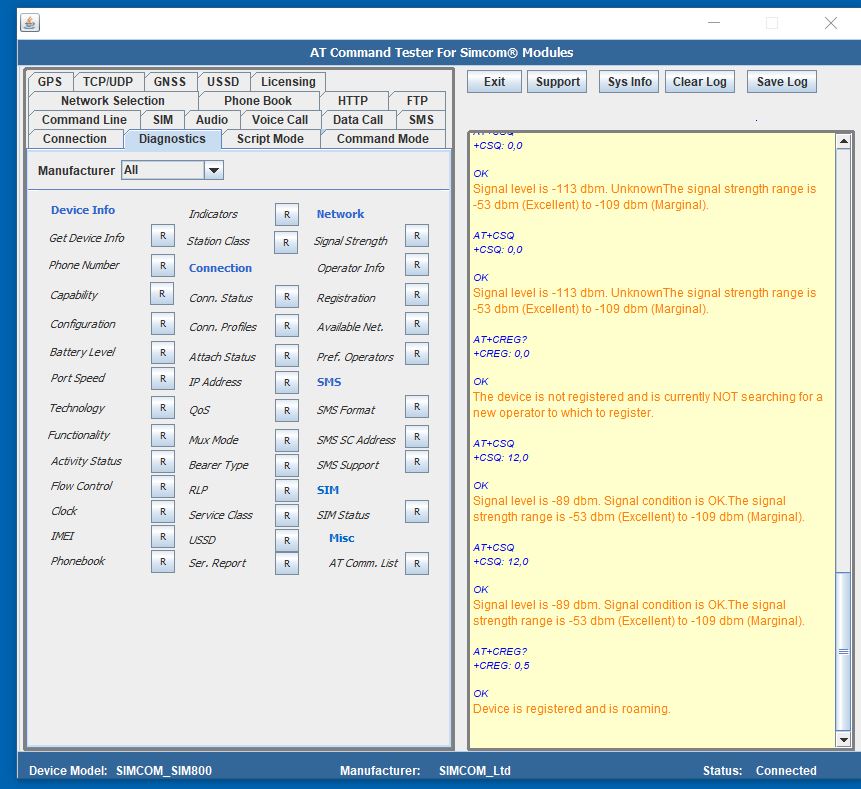 AT Command Tester For Simcom® Modules
GPS TCP/UDP GNSS USSD Licensing
Network Selection Phone Book HTTP FTP
Command Line SIM Audio Voice Call Data Call SMS
Connection Diagnostics Script Mode Command Mode
Exit Support Sys Info Clear Log Save Log
Manufacturer All
Device Info
Get Device Info R
Phone Number R
Capability R
Configuration R
Battery Level R
Port Speed R
Technology R
Functionality R
Activity Status R
Flow Control R
Clock R
IMEI R
Phonebook R
Indicators R
Station Class R
Connection
Conn. Status R
Conn. Profiles R
Attach Status R
IP Address R
QoS R
Mux Mode R
Bearer Type R
RLP R
Service Class R
USSD R
Ser. Report R
Network
Signal Strength R
Operator Info R
Registration R
Available Net. R
Pref. Operators R
SMS
SMS Format R
SMS SC Address R
SMS Support R
SIM
SIM Status R
Misc
AT Comm. List R
AT+CSQ
+CSQ: 0,0
OK
Signal level is -113 dbm. UnknownThe signal strength range is
-53 dbm (Excellent) to -109 dbm (Marginal).
AT+CSQ
+CSQ: 0,0
OK
Signal level is -113 dbm. UnknownThe signal strength range is
-53 dbm (Excellent) to -109 dbm (Marginal).
AT+CREG?
+CREG: 0,0
OK
The device is not registered and is currently NOT searching for a
new operator to which to register.
AT+CSQ
+CSQ: 12,0
OK
Signal level is -89 dbm. Signal condition is OK.The signal
strength range is -53 dbm (Excellent) to -109 dbm (Marginal).
AT+CSQ
+CSQ: 12,0
OK
Signal level is -89 dbm. Signal condition is OK.The signal
strength range is -53 dbm (Excellent) to -109 dbm (Marginal).
AT+CREG?
+CREG: 0,5
OK
Device is registered and is roaming.
Device Model: SIMCOM_SIM800 Manufacturer: SIMCOM_Ltd Status: Connected